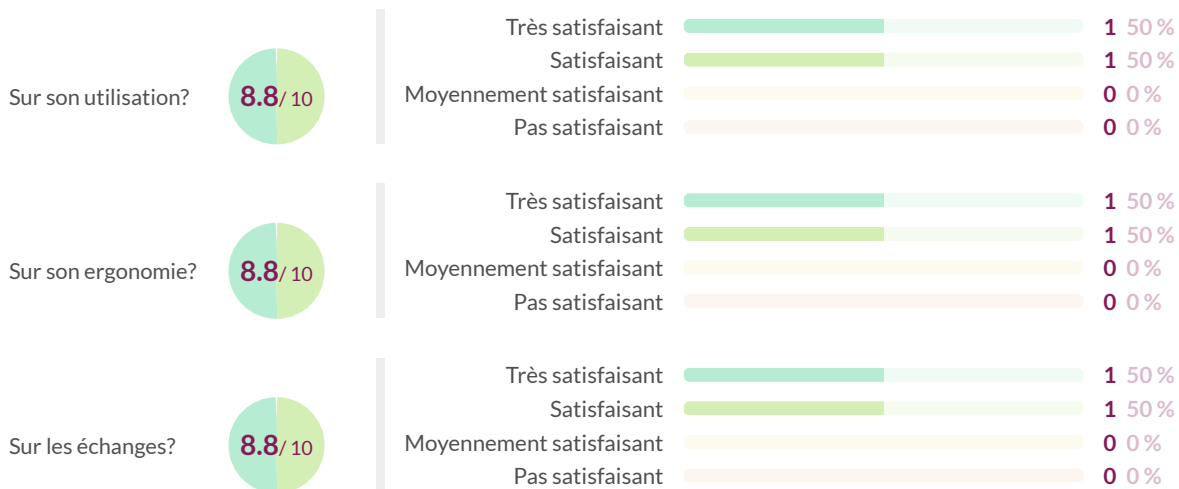 Très satisfaisant 1 50 %
Satisfaisant 1 50 %
Sur son utilisation? 8.8/ 10
Moyennement satisfaisant 0 0 %
Pas satisfaisant 0 0 %
Très satisfaisant 1 50 %
Satisfaisant 1 50 %
Sur son ergonomie? 8.8/ 10
Moyennement satisfaisant 0 0 %
Pas satisfaisant 0 0 %
Très satisfaisant 1 50 %
Satisfaisant 1 50 %
Sur les échanges? 8.8/ 10
Moyennement satisfaisant 0 0 %
Pas satisfaisant 0 0 %